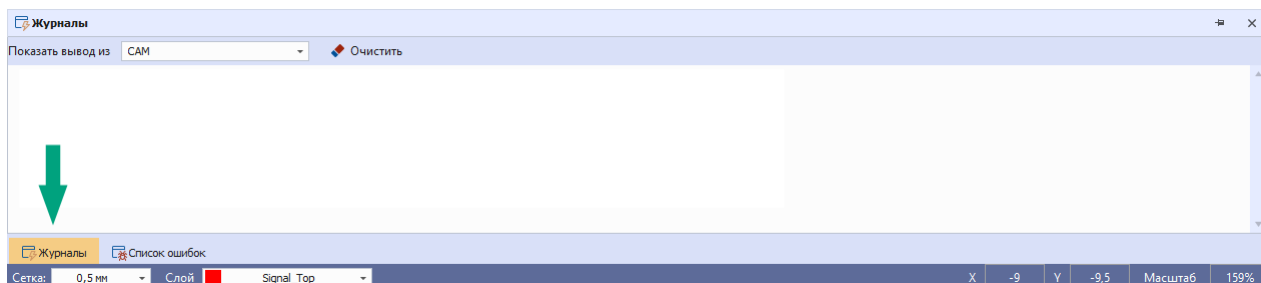 Журналы
Показать вывод из CAM Очистить
Журналы Список ошибок
Сетка: 0,5 мм Слой Signal_Top X -9 Y -9,5 Масштаб 159%